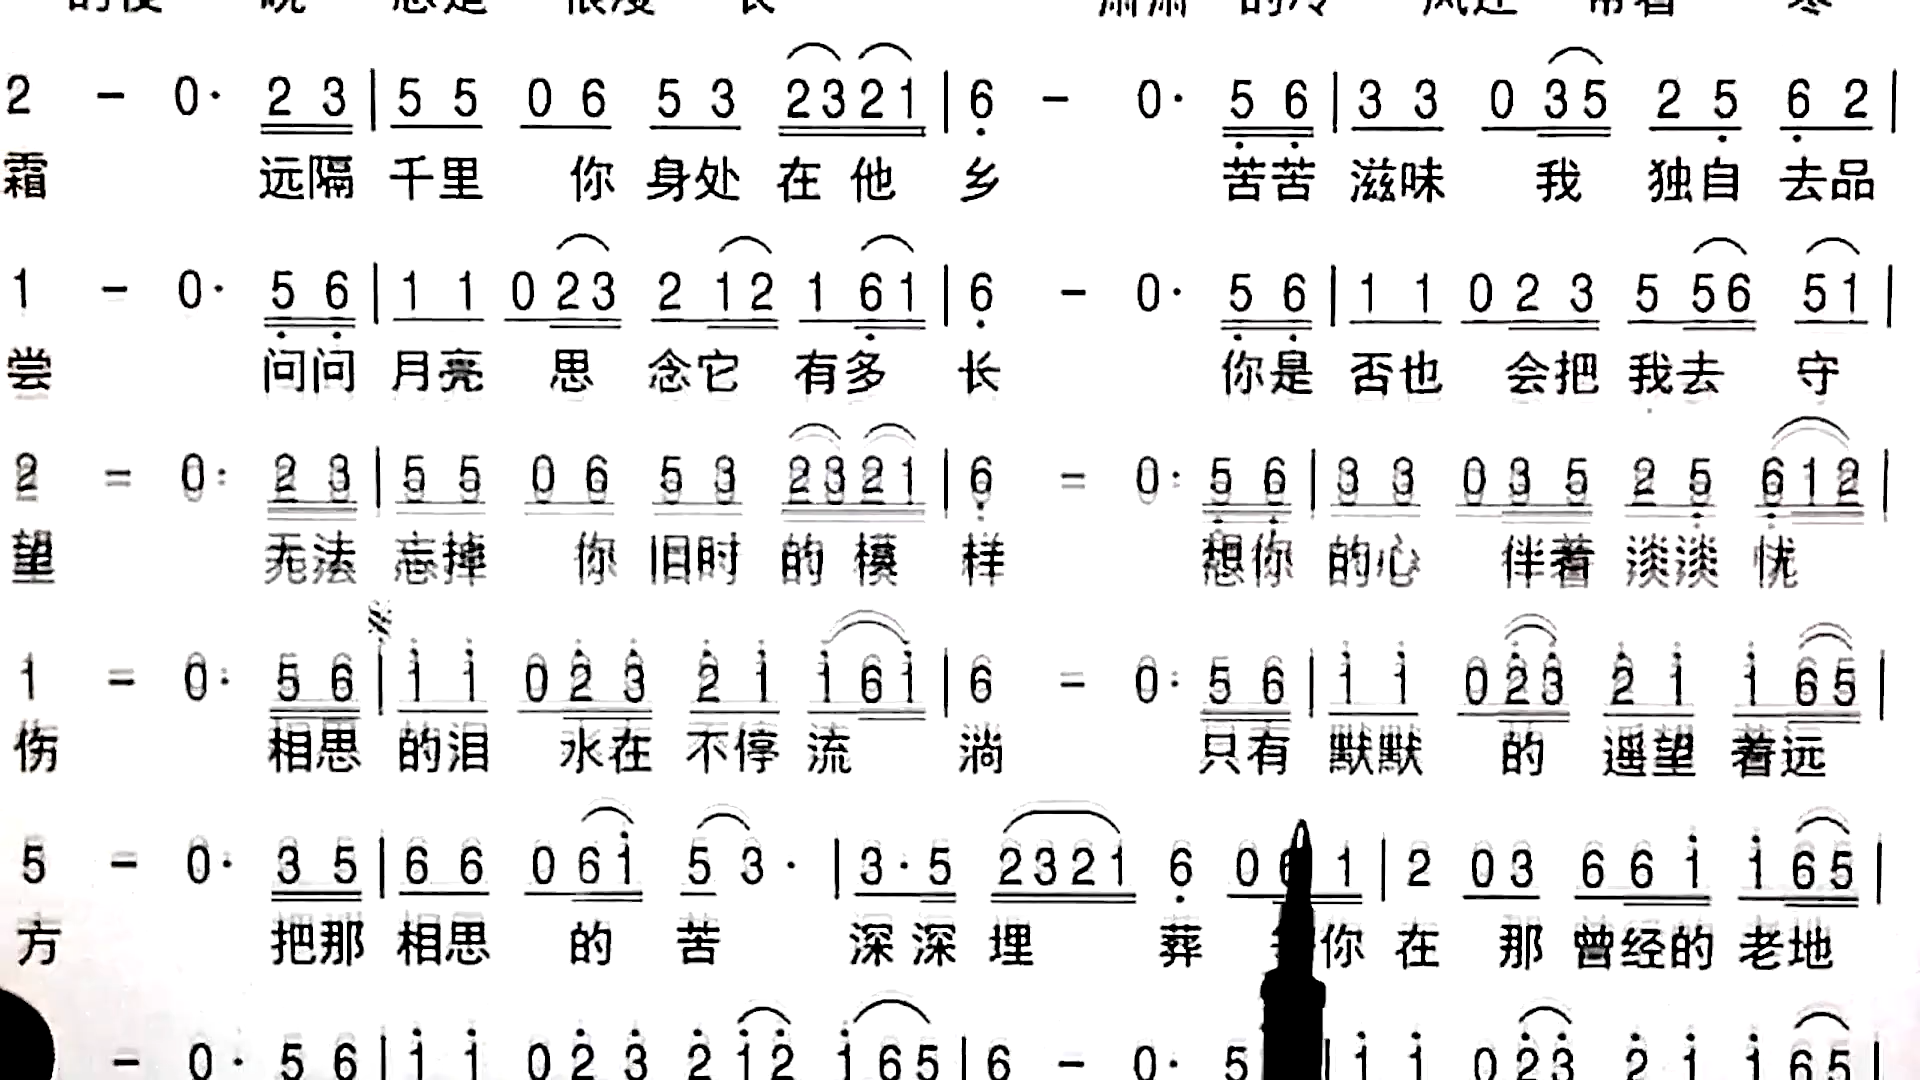 2 - 0· 2 3 | 5 5 0 6 5 3 2321 | 6 - 0· 5 6 | 3 3 0 35 2 5 6 2 |
霜 远隔 千里 你 身处 在 他 乡 苦苦 滋味 我 独自 去品
1 - 0· 5 6 | 1 1 0 23 2 12 1 61 | 6 - 0· 5 6 | 1 1 0 2 3 5 56 51 |
尝 问问 月亮 思 念它 有多 长 你是 否也 会把 我去 守
2 - 0· 2 3 | 5 5 0 6 5 3 2321 | 6 - 0· 5 6 | 3 3 0 3 5 2 5 612 |
望 无法 忘掉 你 旧时 的 模 样 想你 的心 伴着 淡淡 忧
1 - 0· 5 6 | 1 1 0 2 3 2 1 1 6 1 | 6 - 0· 5 6 | 1 1 0 23 2 1 1 65 |
伤 相思 的泪 水在 不停 流 淌 只有 默默 的 遥望 着远
5 - 0· 3 5 | 6 6 0 61 5 3· | 3·5 2321 6 0 1 | 2 03 6 6 1 1 65 |
方 把那 相思 的 苦 深深 埋 葬 你 在 那 曾经的 老地
- 0· 5 6 | 1 1 0 2 3 2 12 1 65 | 6 - 0· 5 | 1 1 0 23 2 1 1 65 |